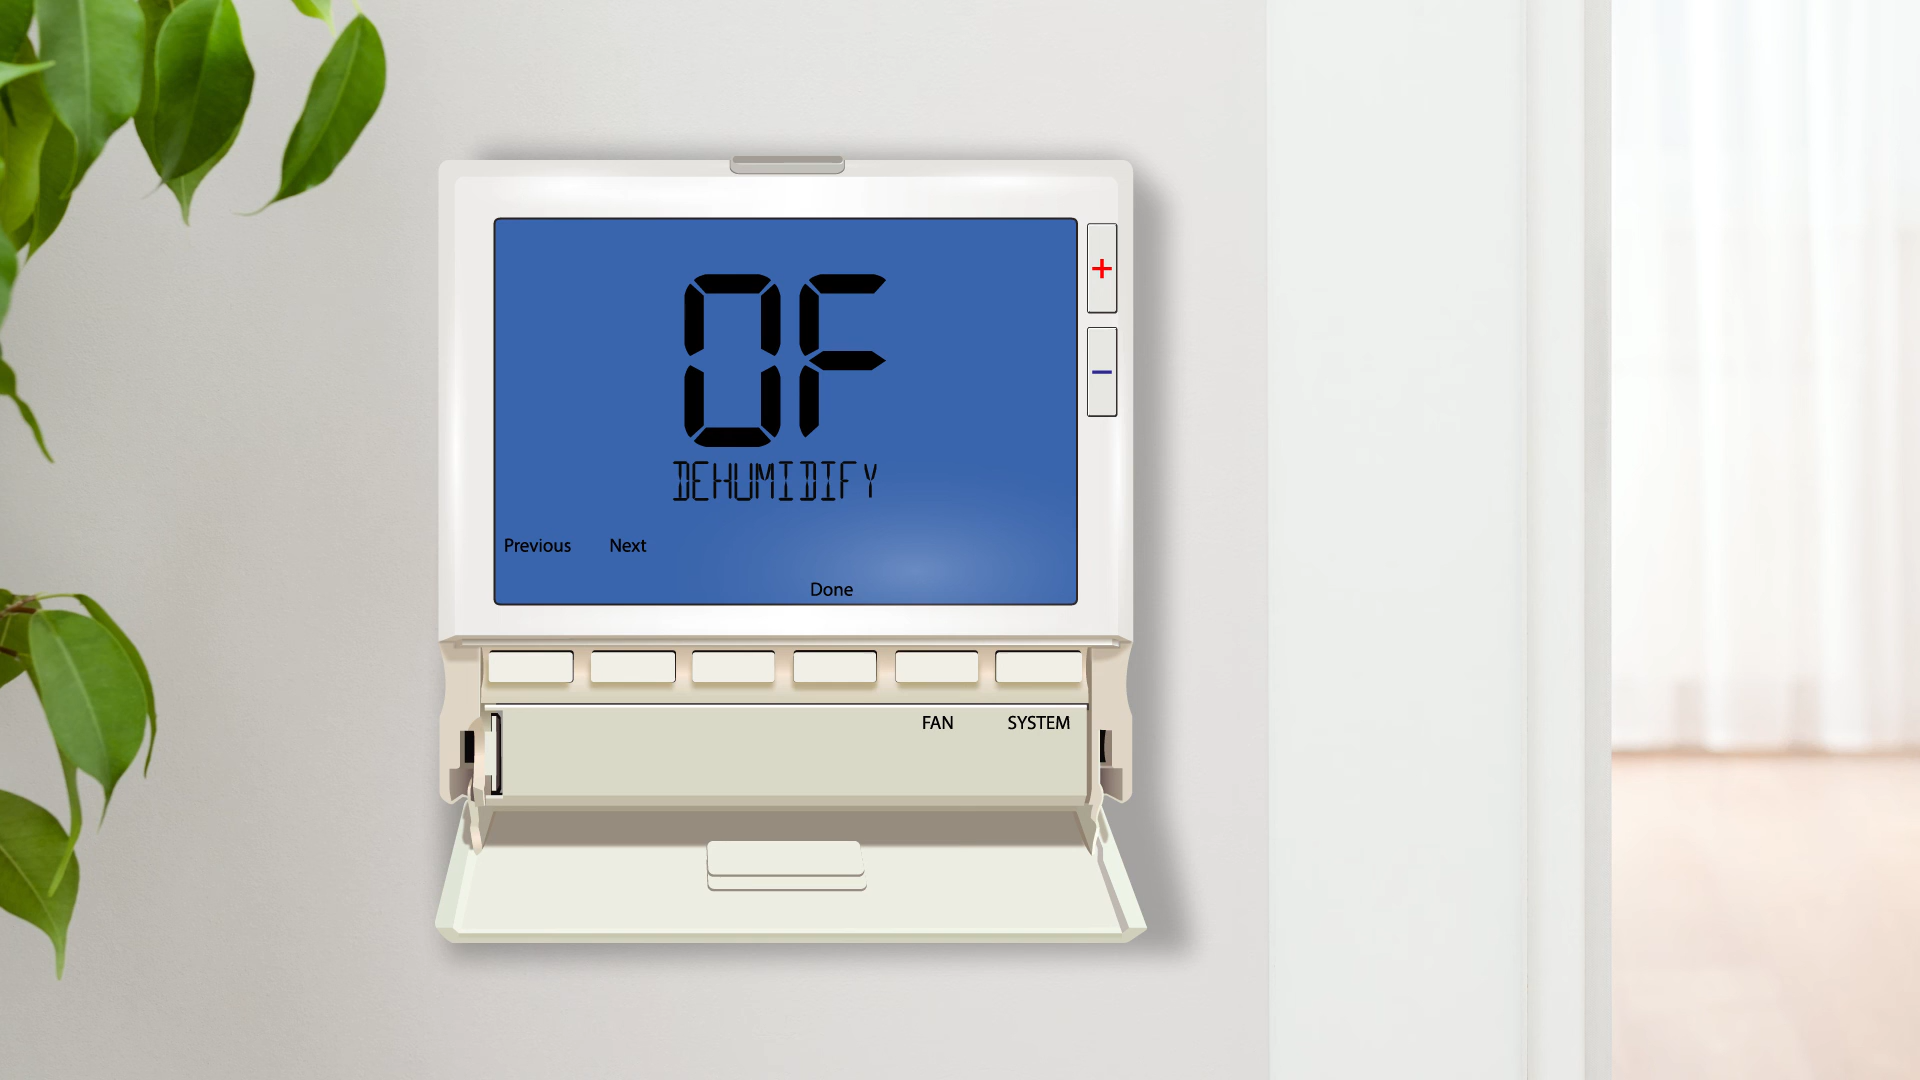 +
OF
−
DEHUMIDIFY
Previous Next
Done
FAN SYSTEM